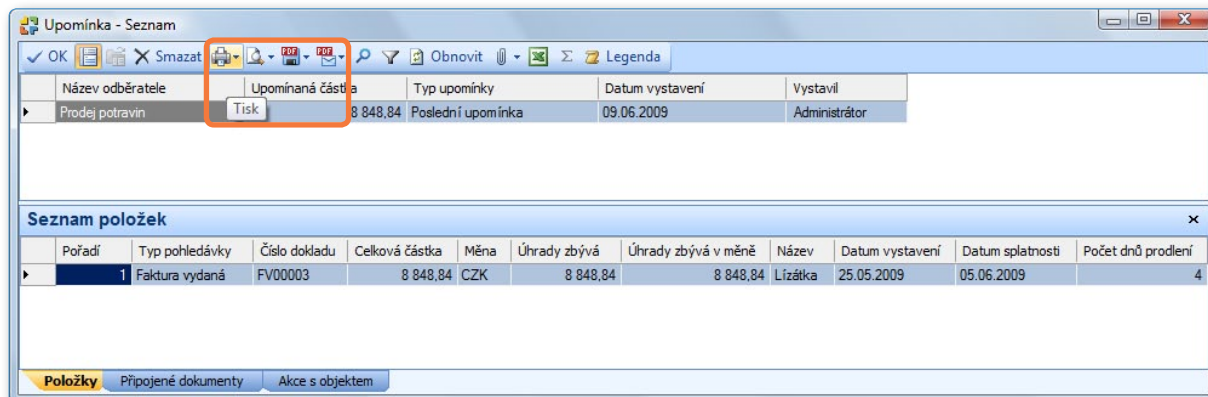 Upomínka - Seznam
OK Smazat PDF PDF Obnovit Σ Legenda
Název odběratele Upomínaná částka Typ upomínky Datum vystavení Vystavil
Prodej potravin 8 848,84 Poslední upomínka 09.06.2009 Administrátor
Tisk
Seznam položek
Pořadí Typ pohledávky Číslo dokladu Celková částka Měna Úhrady zbývá Úhrady zbývá v měně Název Datum vystavení Datum splatnosti Počet dnů prodlení
1 Faktura vydaná FV00003 8 848,84 CZK 8 848,84 8 848,84 Lízátka 25.05.2009 05.06.2009 4
Položky Připojené dokumenty Akce s objektem